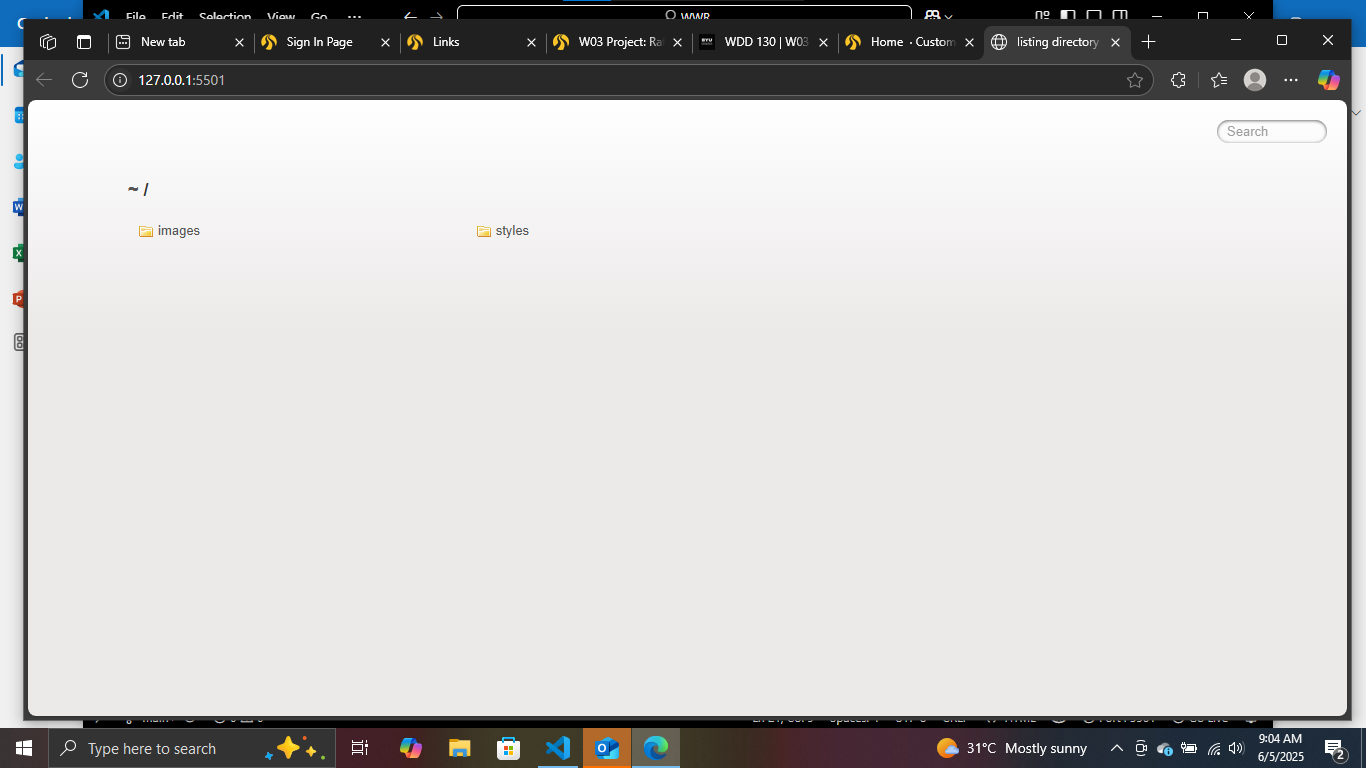 File Edit Selection View Go ... WWR
New tab Sign In Page Links W03 Project: Ra WDD 130 | W03 Home · Custom listing directory
127.0.0.1:5501
Search
~ /
images styles
Type here to search
31°C Mostly sunny
9:04 AM
6/5/2025
2